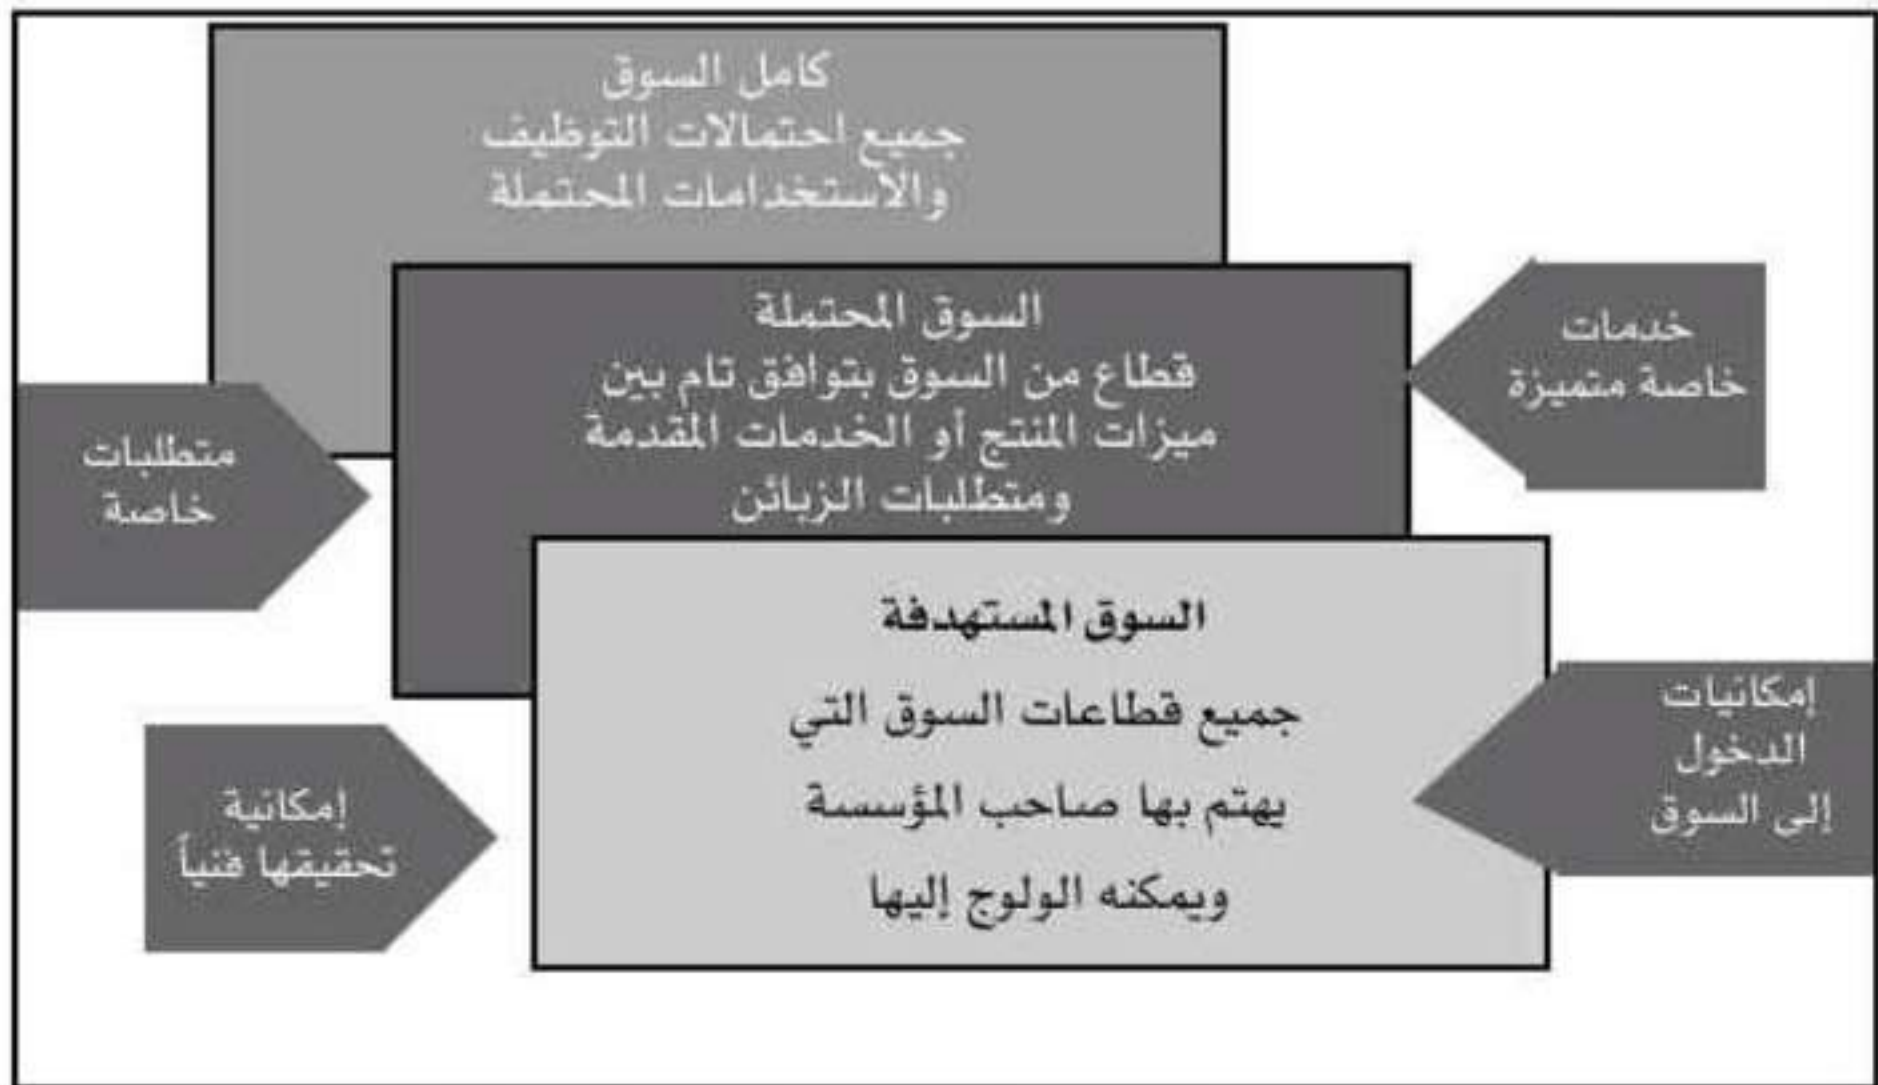 كامل السوق
جميع احتمالات التوظيف
والاستخدامات المحتملة
السوق المحتملة
قطاع من السوق بتوافق تام بين
ميزات المنتج أو الخدمات المقدمة
ومتطلبات الزبائن
خدمات
خاصة متميزة
متطلبات
خاصة
السوق المستهدفة
جميع قطاعات السوق التي
يهتم بها صاحب المؤسسة
ويمكنه الولوج إليها
إمكانيات
الدخول
إلى السوق
إمكانية
تحقيقها فنياً